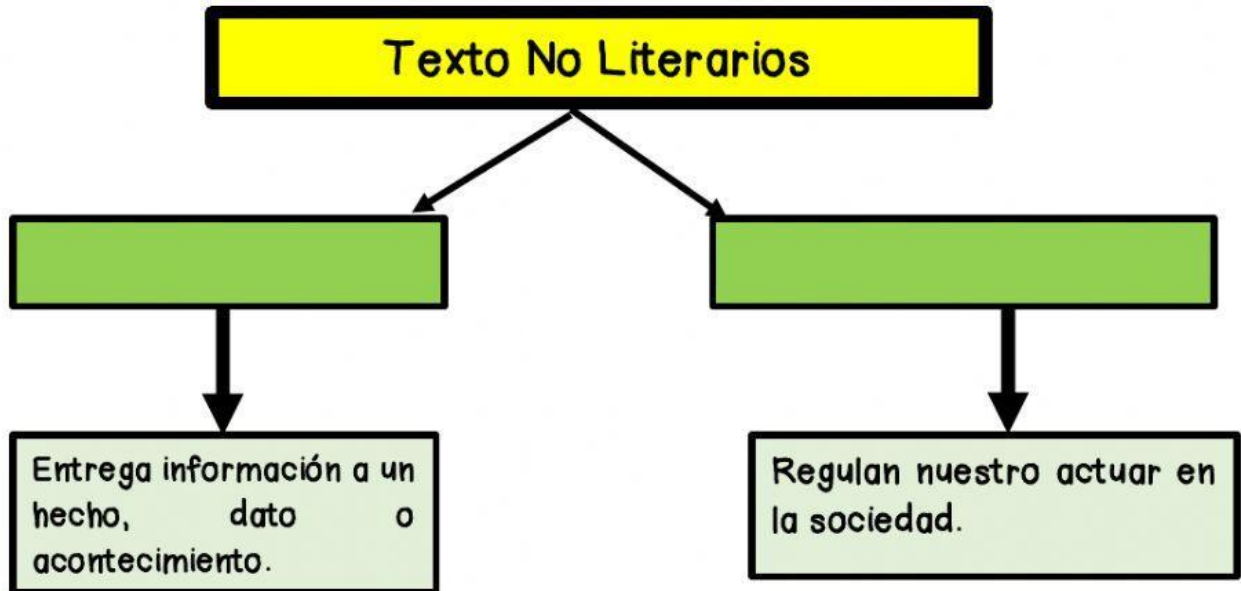 Texto No Literarios
Entrega información a un
hecho, dato o
acontecimiento.
Regulan nuestro actuar en
la sociedad.